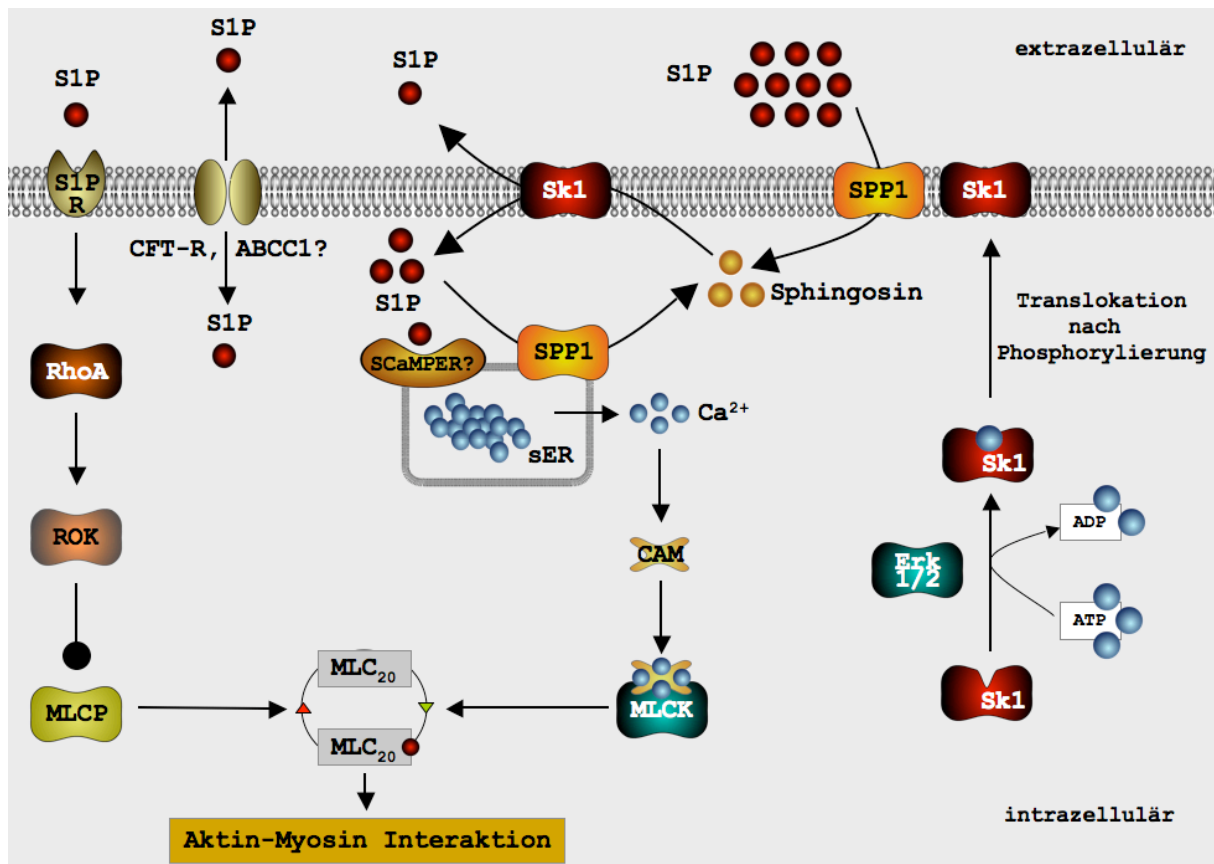 S1P
S1P
S1P
S1P
extrazellulär
S1P
R
Sk1
SPP1
Sk1
CFT-R, ABCC1?
S1P
S1P
Sphingosin
Translokation
nach
Phosphorylierung
RhoA
SCaMPER?
SPP1
Ca²⁺
sER
Sk1
ROK
CAM
Erk
1/2
ADP
ATP
MLC₂₀
MLCP
MLCK
Sk1
MLC₂₀
Aktin-Myosin Interaktion
intrazellulär